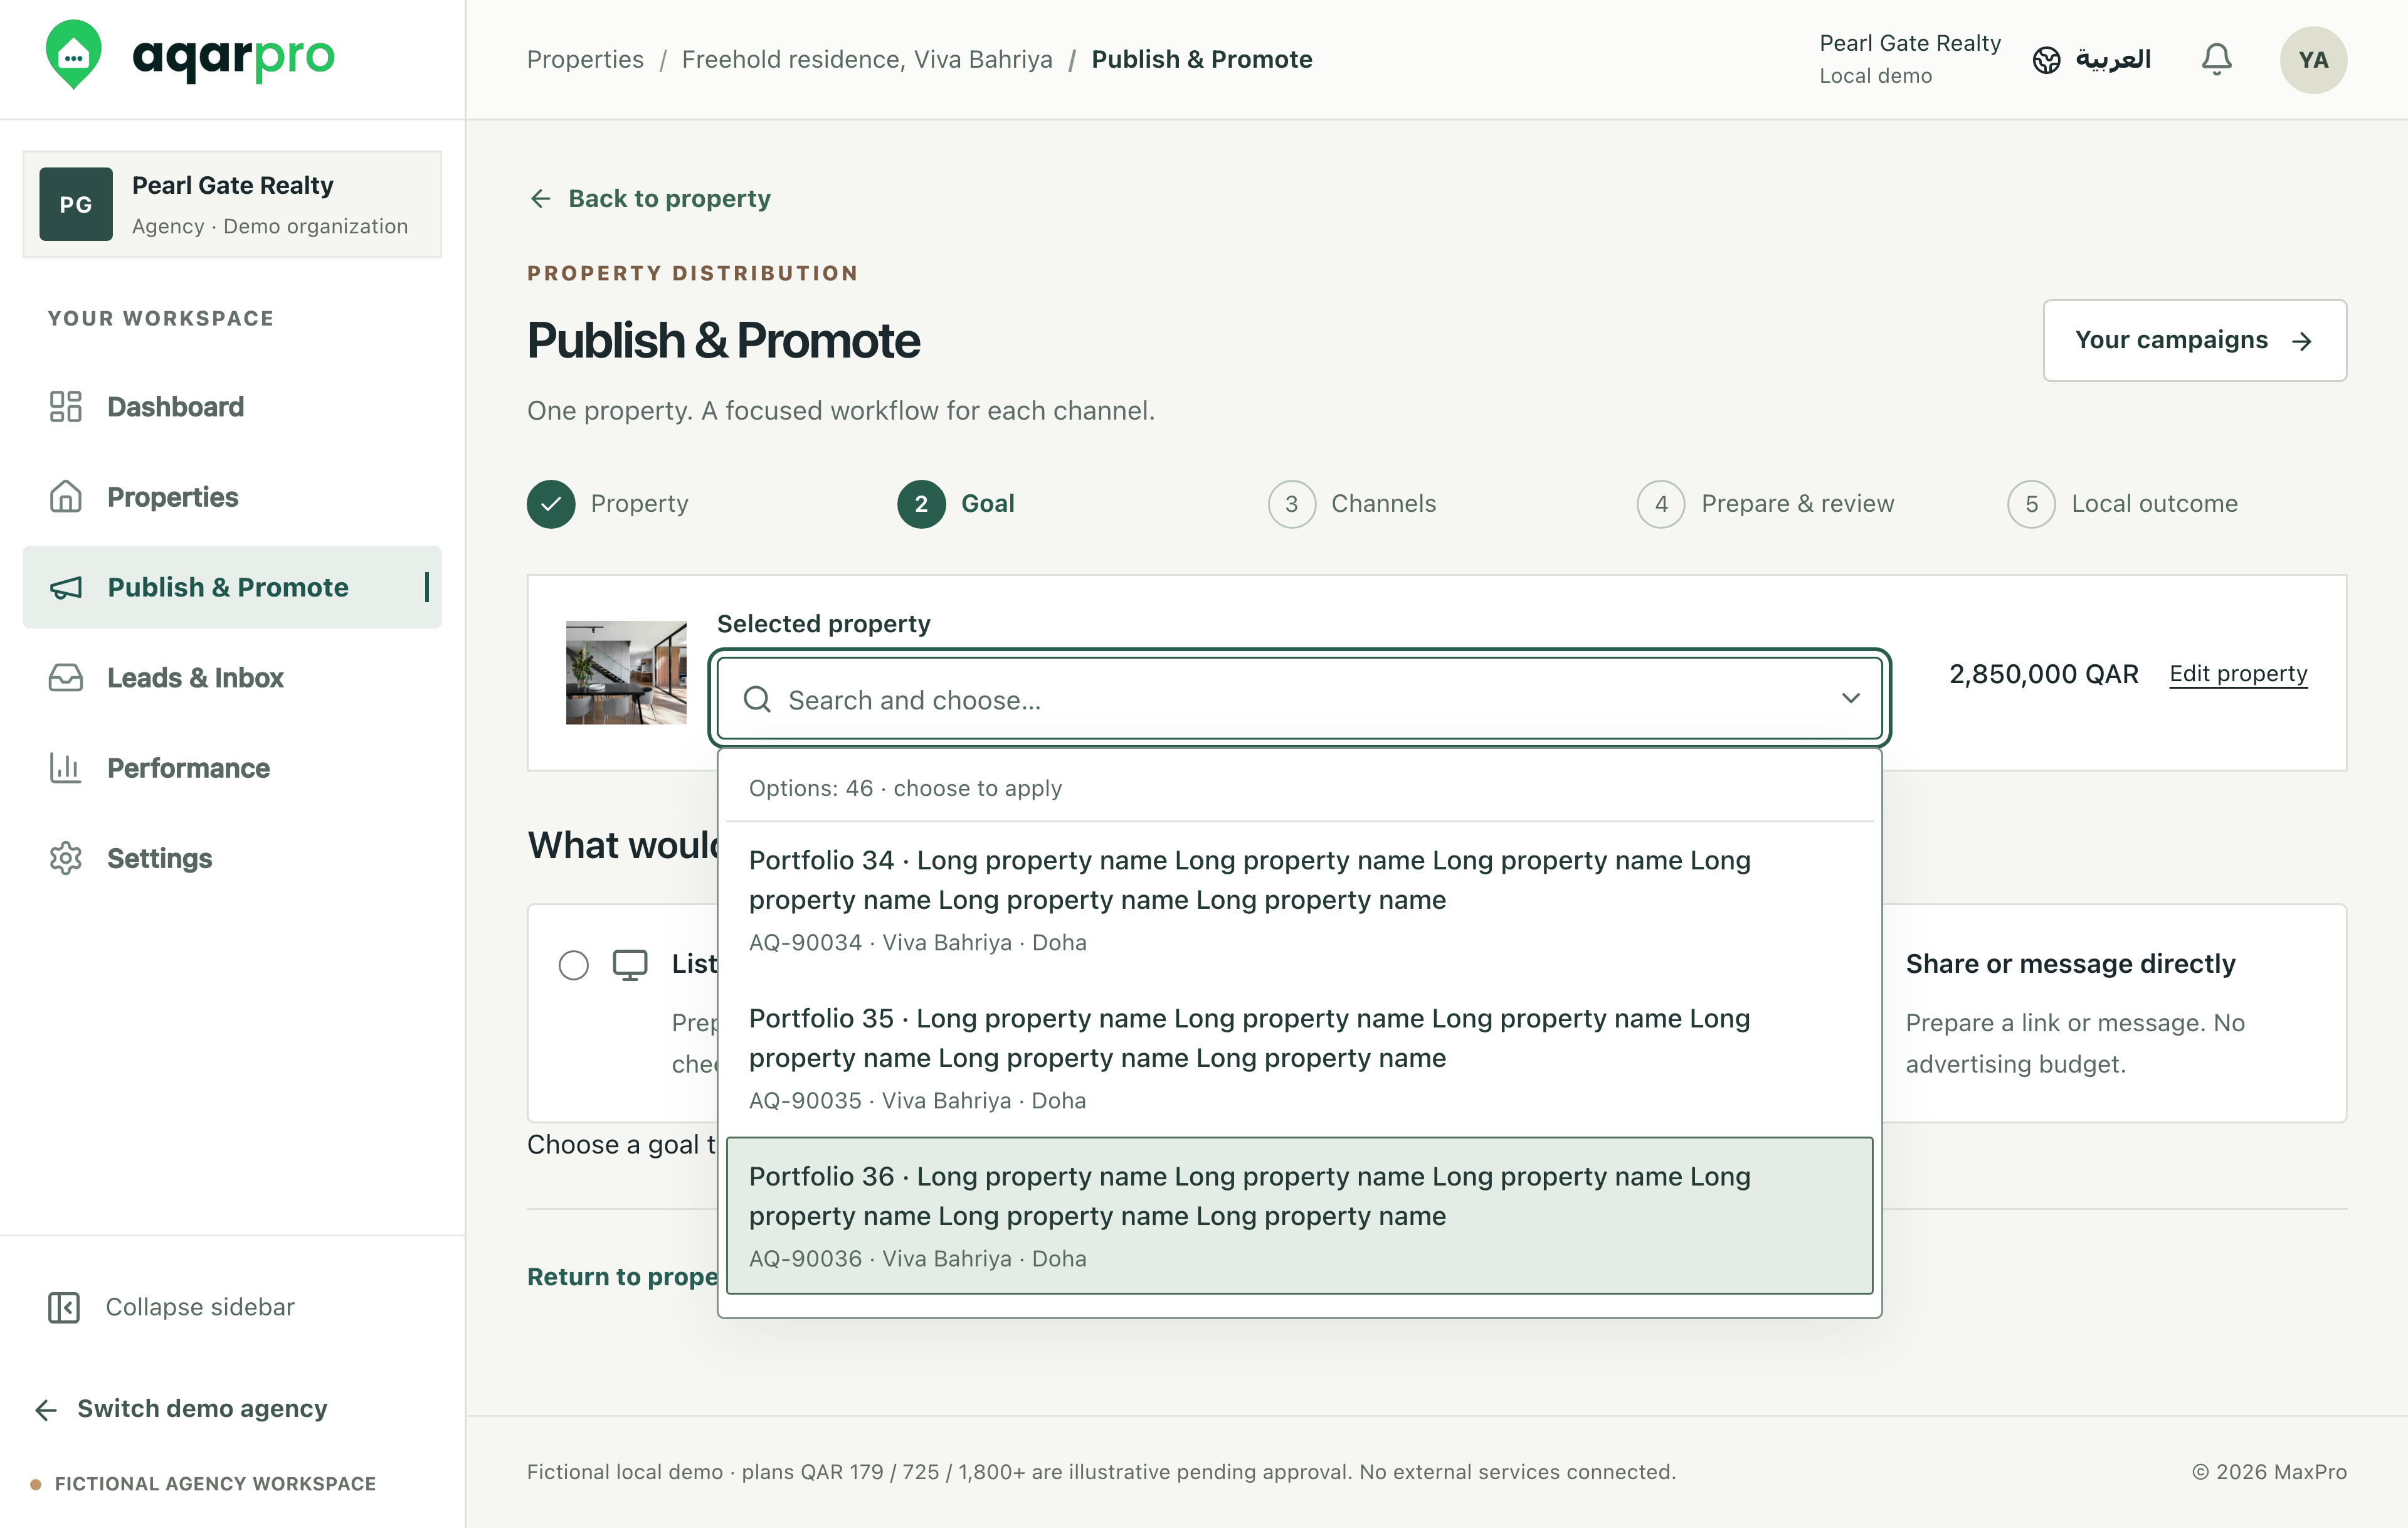 aqarpro
Properties / Freehold residence, Viva Bahriya / Publish & Promote
Pearl Gate Realty
Local demo
العربية
YA
PG
Pearl Gate Realty
Agency · Demo organization
YOUR WORKSPACE
Dashboard
Properties
Publish & Promote
Leads & Inbox
Performance
Settings
Collapse sidebar
Switch demo agency
FICTIONAL AGENCY WORKSPACE
Back to property
PROPERTY DISTRIBUTION
Publish & Promote
One property. A focused workflow for each channel.
Your campaigns
Property
2 Goal
3 Channels
4 Prepare & review
5 Local outcome
Selected property
Search and choose...
2,850,000 QAR
Edit property
Options: 46 · choose to apply
Portfolio 34 · Long property name Long property name Long property name Long
property name Long property name Long property name
AQ-90034 · Viva Bahriya · Doha
Portfolio 35 · Long property name Long property name Long property name Long
property name Long property name Long property name
AQ-90035 · Viva Bahriya · Doha
Portfolio 36 · Long property name Long property name Long property name Long
property name Long property name Long property name
AQ-90036 · Viva Bahriya · Doha
What would
List
Choose a goal t
Return to prope
Share or message directly
Prepare a link or message. No
advertising budget.
Fictional local demo · plans QAR 179 / 725 / 1,800+ are illustrative pending approval. No external services connected.
© 2026 MaxPro